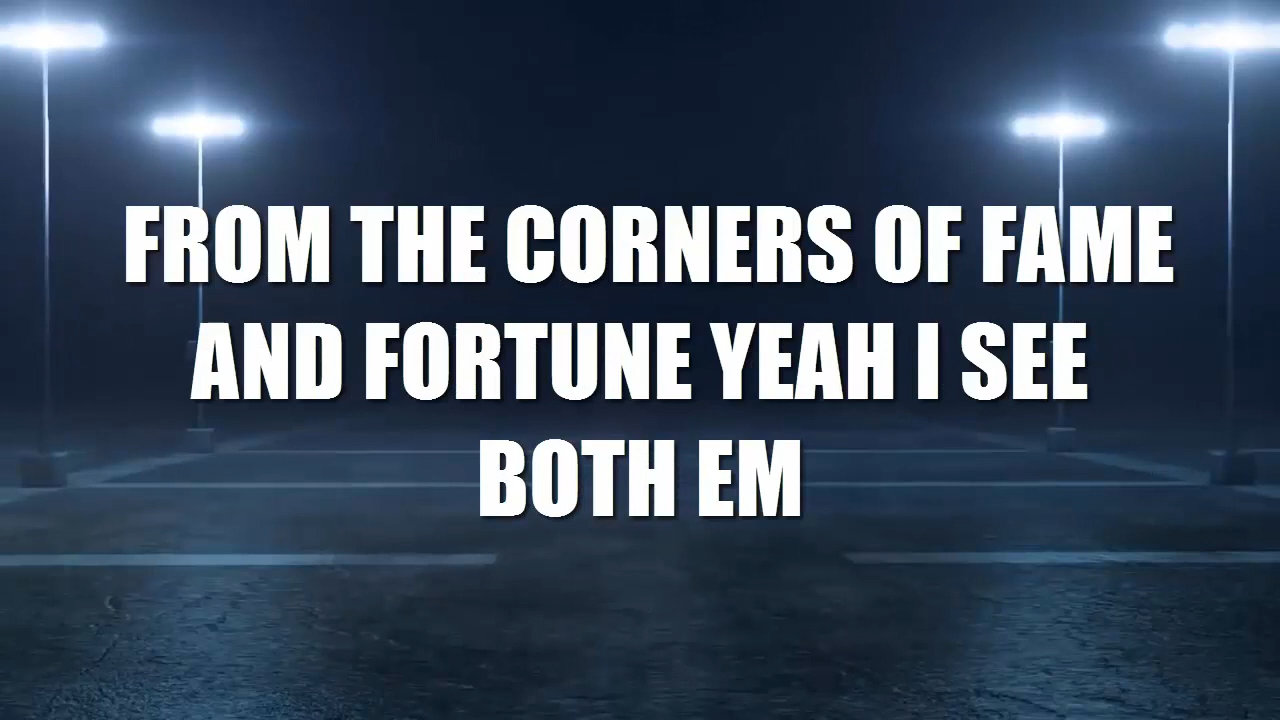 FROM THE CORNERS OF FAME
AND FORTUNE YEAH I SEE
BOTH EM